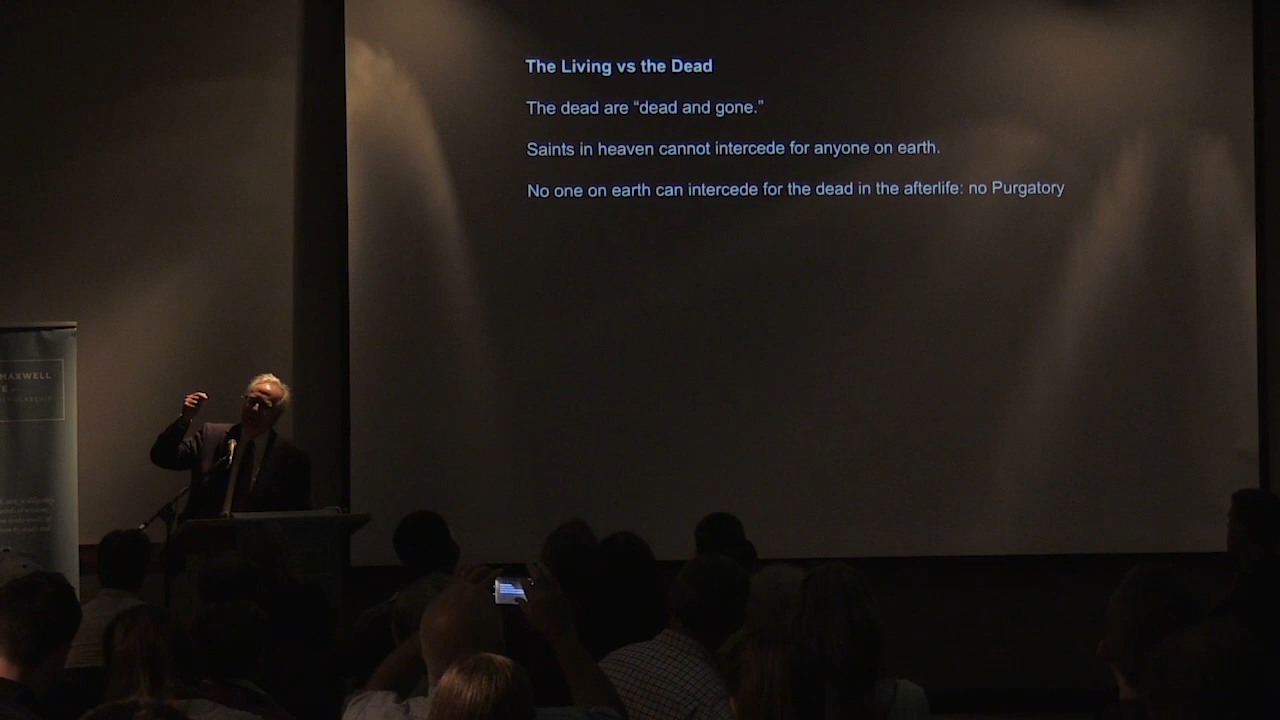 The Living vs the Dead
The dead are “dead and gone.”
Saints in heaven cannot intercede for anyone on earth.
No one on earth can intercede for the dead in the afterlife: no Purgatory
MAXWELL